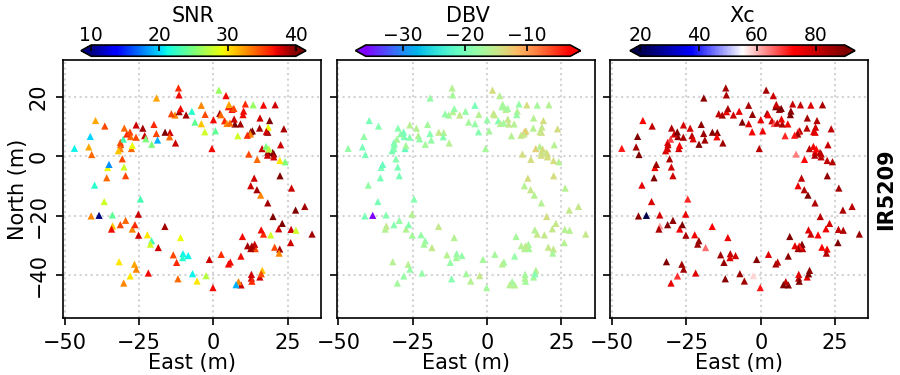 SNR DBV Xc
10 20 30 40 −30 −20 −10 20 40 60 80
20
0
−20
−40
North (m)
IR5209
−50 −25 0 25 −50 −25 0 25 −50 −25 0 25
East (m) East (m) East (m)